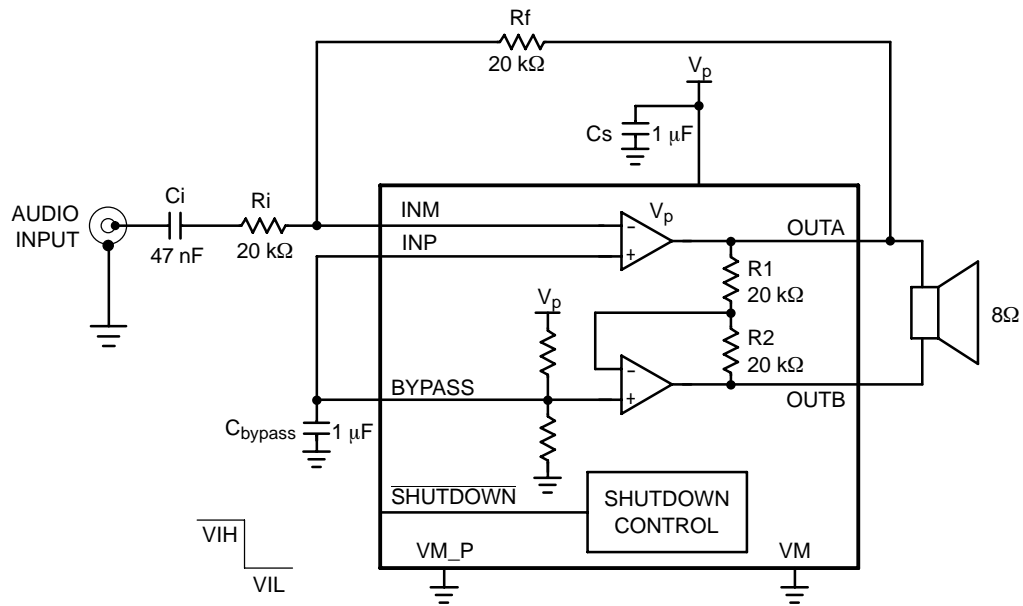 Rf
20 kΩ
Vp
Cs
1 μF
AUDIO
INPUT
Ci
47 nF
Ri
20 kΩ
INM
INP
Vp
-
+
OUTA
R1
20 kΩ
R2
20 kΩ
8Ω
Vp
-
+
BYPASS
OUTB
Cbypass
1 μF
SHUTDOWN
SHUTDOWN
CONTROL
VIH
VIL
VM_P
VM